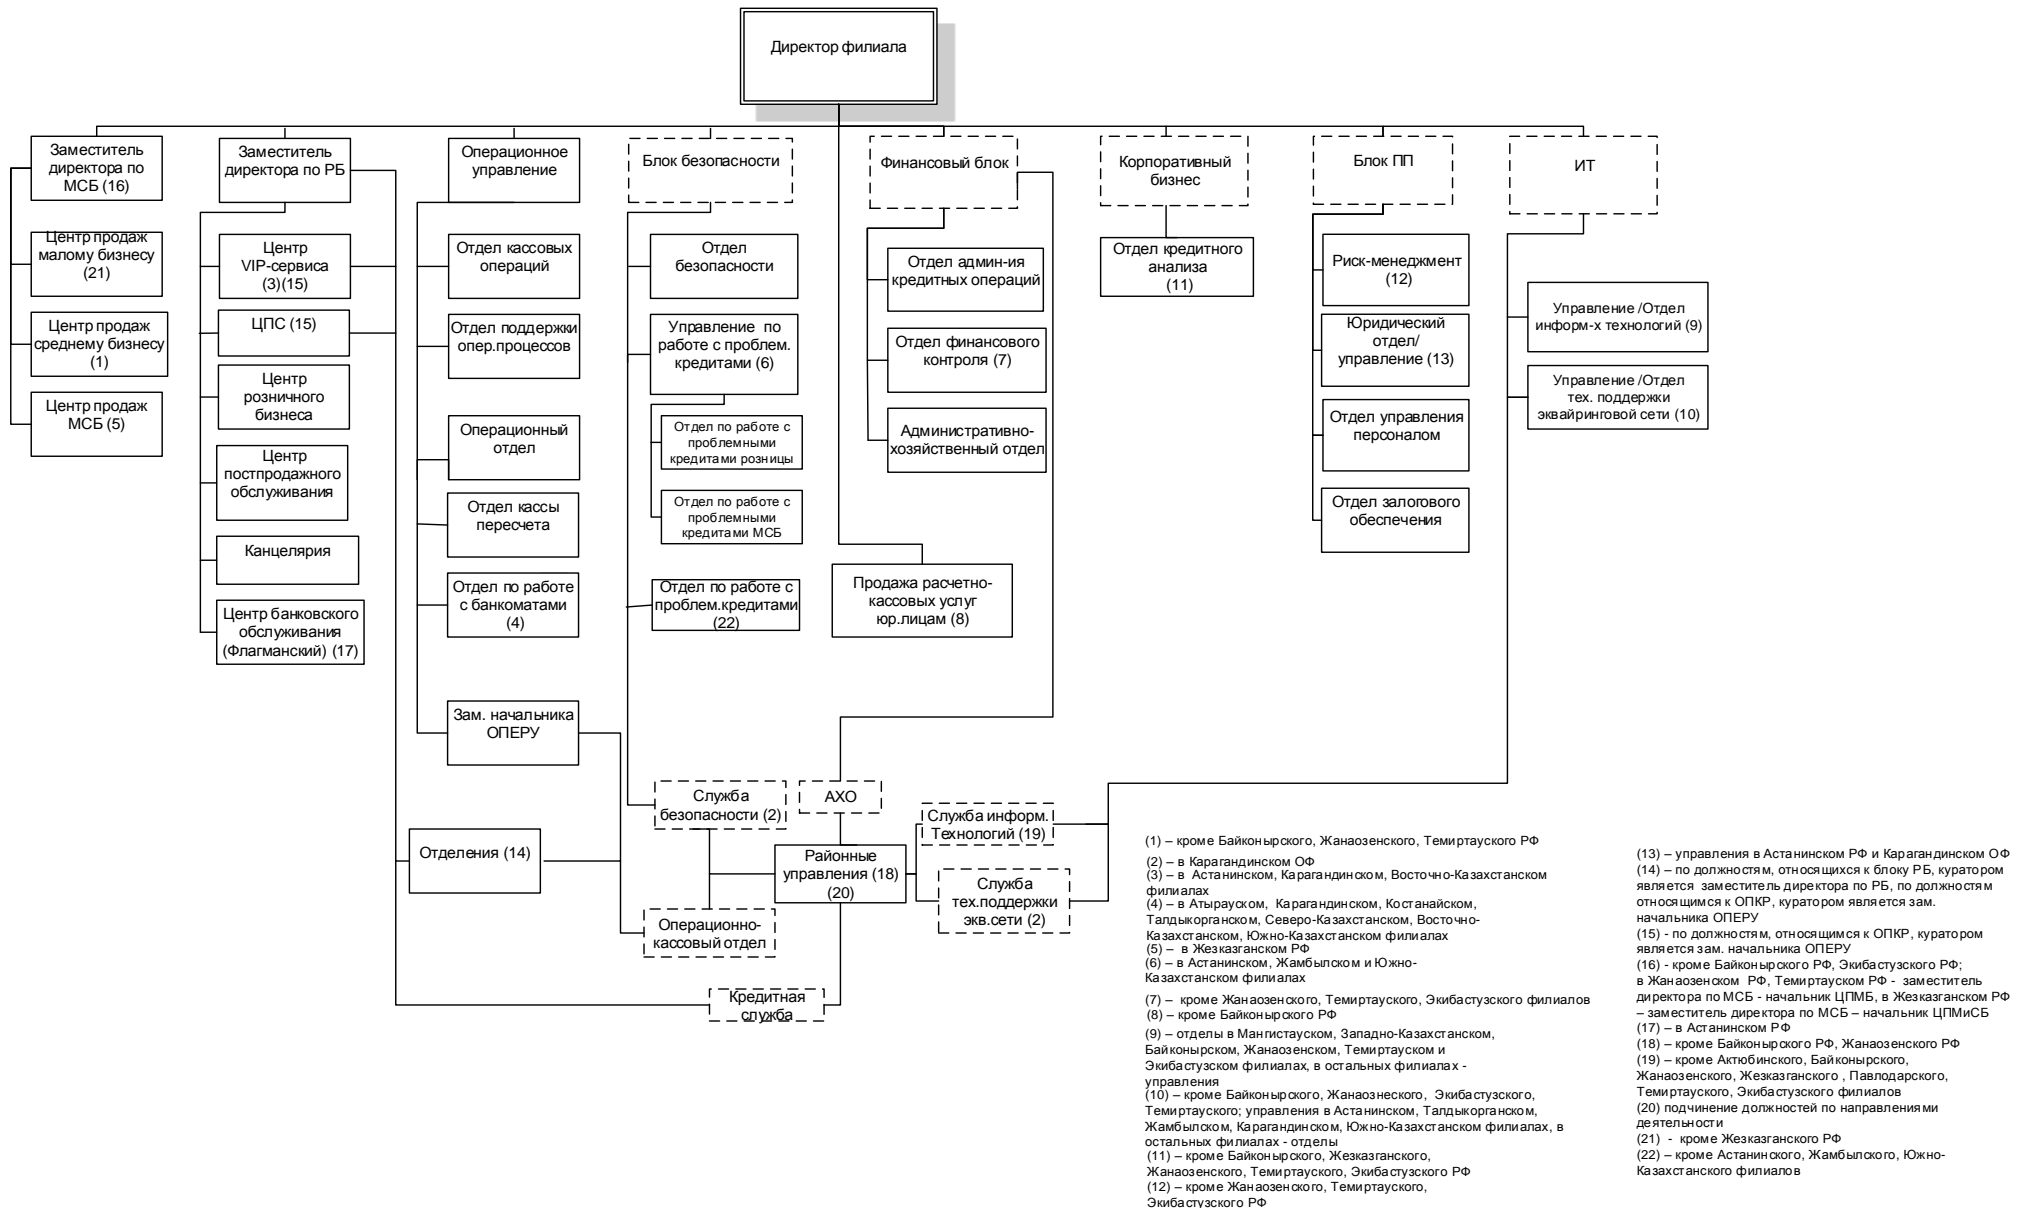 Директор филиала
Заместитель
директора по
МСБ (16)
Заместитель
директора по РБ
Операционное
управление
Блок безопасности
Финансовый блок
Корпоративный
бизнес
Блок ПП
ИТ
Центр продаж
малому бизнесу
(21)
Центр продаж
среднему бизнесу
(1)
Центр продаж
МСБ (5)
Центр
VIP-сервиса
(3)(15)
ЦПС (15)
Центр
розничного
бизнеса
Центр
постпродажного
обслуживания
Канцелярия
Центр банковского
обслуживания
(Флагманский) (17)
Отдел кассовых
операций
Отдел поддержки
опер.процессов
Операционный
отдел
Отдел кассы
пересчета
Отдел по работе
с банкоматами
(4)
Зам. начальника
ОПЕРУ
Отделения (14)
Отдел
безопасности
Управление по
работе с проблем.
кредитами (6)
Отдел по работе с
проблемными
кредитами розницы
Отдел по работе с
проблемными
кредитами МСБ
Отдел по работе с
проблем.кредитами
(22)
Служба
безопасности (2)
Операционно-
кассовый отдел
Кредитная
служба
Отдел админ-ия
кредитных операций
Отдел финансового
контроля (7)
Административно-
хозяйственный отдел
Продажа расчетно-
кассовых услуг
юр.лицам (8)
АХО
Районные
управления (18)
(20)
Служба информ.
Технологий (19)
Служба
тех.поддержки
экв.сети (2)
Отдел кредитного
анализа
(11)
Риск-менеджмент
(12)
Юридический
отдел/
управление (13)
Отдел управления
персоналом
Отдел залогового
обеспечения
Управление /Отдел
информ-х технологий (9)
Управление /Отдел
тех. поддержки
эквайринговой сети (10)
(1) – кроме Байконырского, Жанаозенского, Темиртауского РФ
(2) – в Карагандинском ОФ
(3) – в Астанинском, Карагандинском, Восточно-Казахстанском
филиалах
(4) – в Атырауском, Карагандинском, Костанайском,
Талдыкорганском, Северо-Казахстанском, Восточно-
Казахстанском, Южно-Казахстанском филиалах
(5) – в Жезказганском РФ
(6) – в Астанинском, Жамбылском и Южно-
Казахстанском филиалах
(7) – кроме Жанаозенского, Темиртауского, Экибастузского филиалов
(8) – кроме Байконырского РФ
(9) – отделы в Мангистауском, Западно-Казахстанском,
Байконырском, Жанаозенском, Темиртауском и
Экибастузском филиалах, в остальных филиалах -
управления
(10) – кроме Байконырского, Жанаознеского, Экибастузского,
Темиртауского; управления в Астанинском, Талдыкорганском,
Жамбылском, Карагандинском, Южно-Казахстанском филиалах, в
остальных филиалах - отделы
(11) – кроме Байконырского, Жезказганского,
Жанаозенского, Темиртауского, Экибастузского РФ
(12) – кроме Жанаозенского, Темиртауского,
Экибастузского РФ
(13) – управления в Астанинском РФ и Карагандинском ОФ
(14) – по должностям, относящихся к блоку РБ, куратором
является заместитель директора по РБ, по должностям
относящимся к ОПКР, куратором является зам.
начальника ОПЕРУ
(15) - по должностям, относящимся к ОПКР, куратором
является зам. начальника ОПЕРУ
(16) - кроме Байконырского РФ, Экибастузского РФ;
в Жанаозенском РФ, Темиртауском РФ - заместитель
директора по МСБ - начальник ЦПМБ, в Жезказганском РФ
– заместитель директора по МСБ – начальник ЦПМиСБ
(17) – в Астанинском РФ
(18) – кроме Байконырского РФ, Жанаозенского РФ
(19) – кроме Актюбинского, Байконырского,
Жанаозенского, Жезказганского , Павлодарского,
Темиртауского, Экибастузского филиалов
(20) подчинение должностей по направлениями
деятельности
(21) - кроме Жезказганского РФ
(22) – кроме Астанинского, Жамбылского, Южно-
Казахстанского филиалов